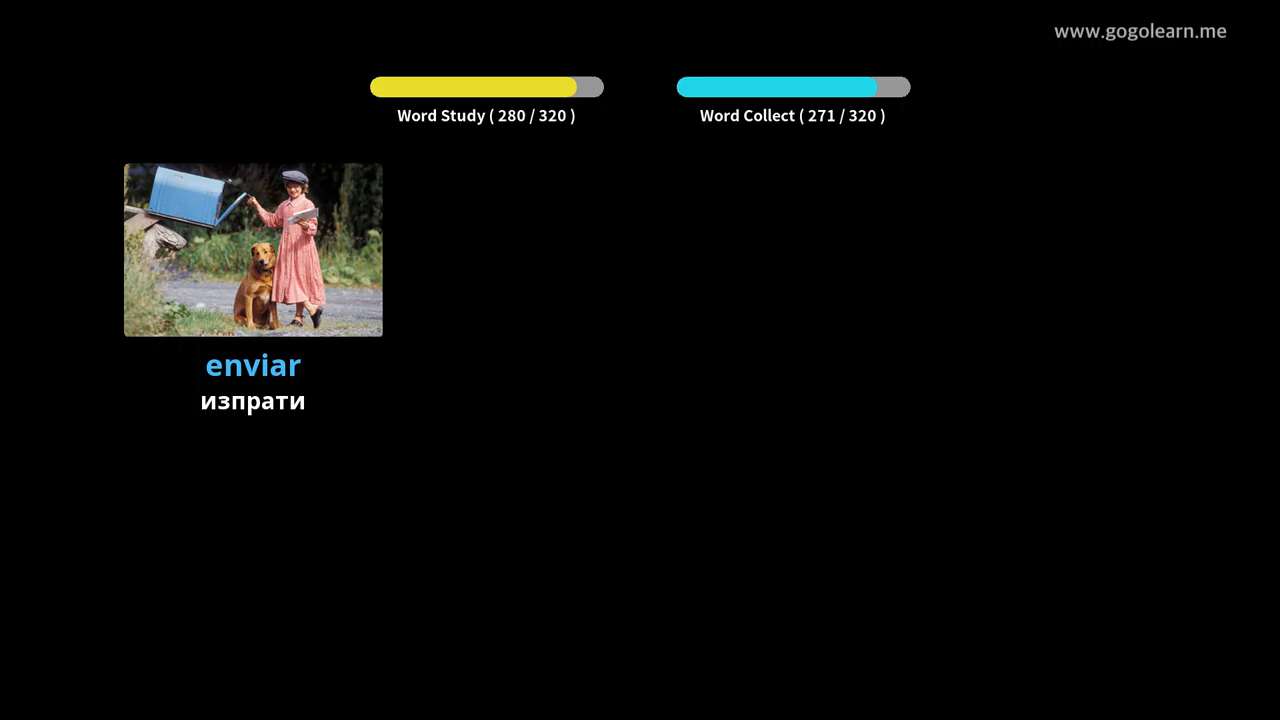 www.gogolearn.me
Word Study ( 280 / 320 )
Word Collect ( 271 / 320 )
enviar
изпрати